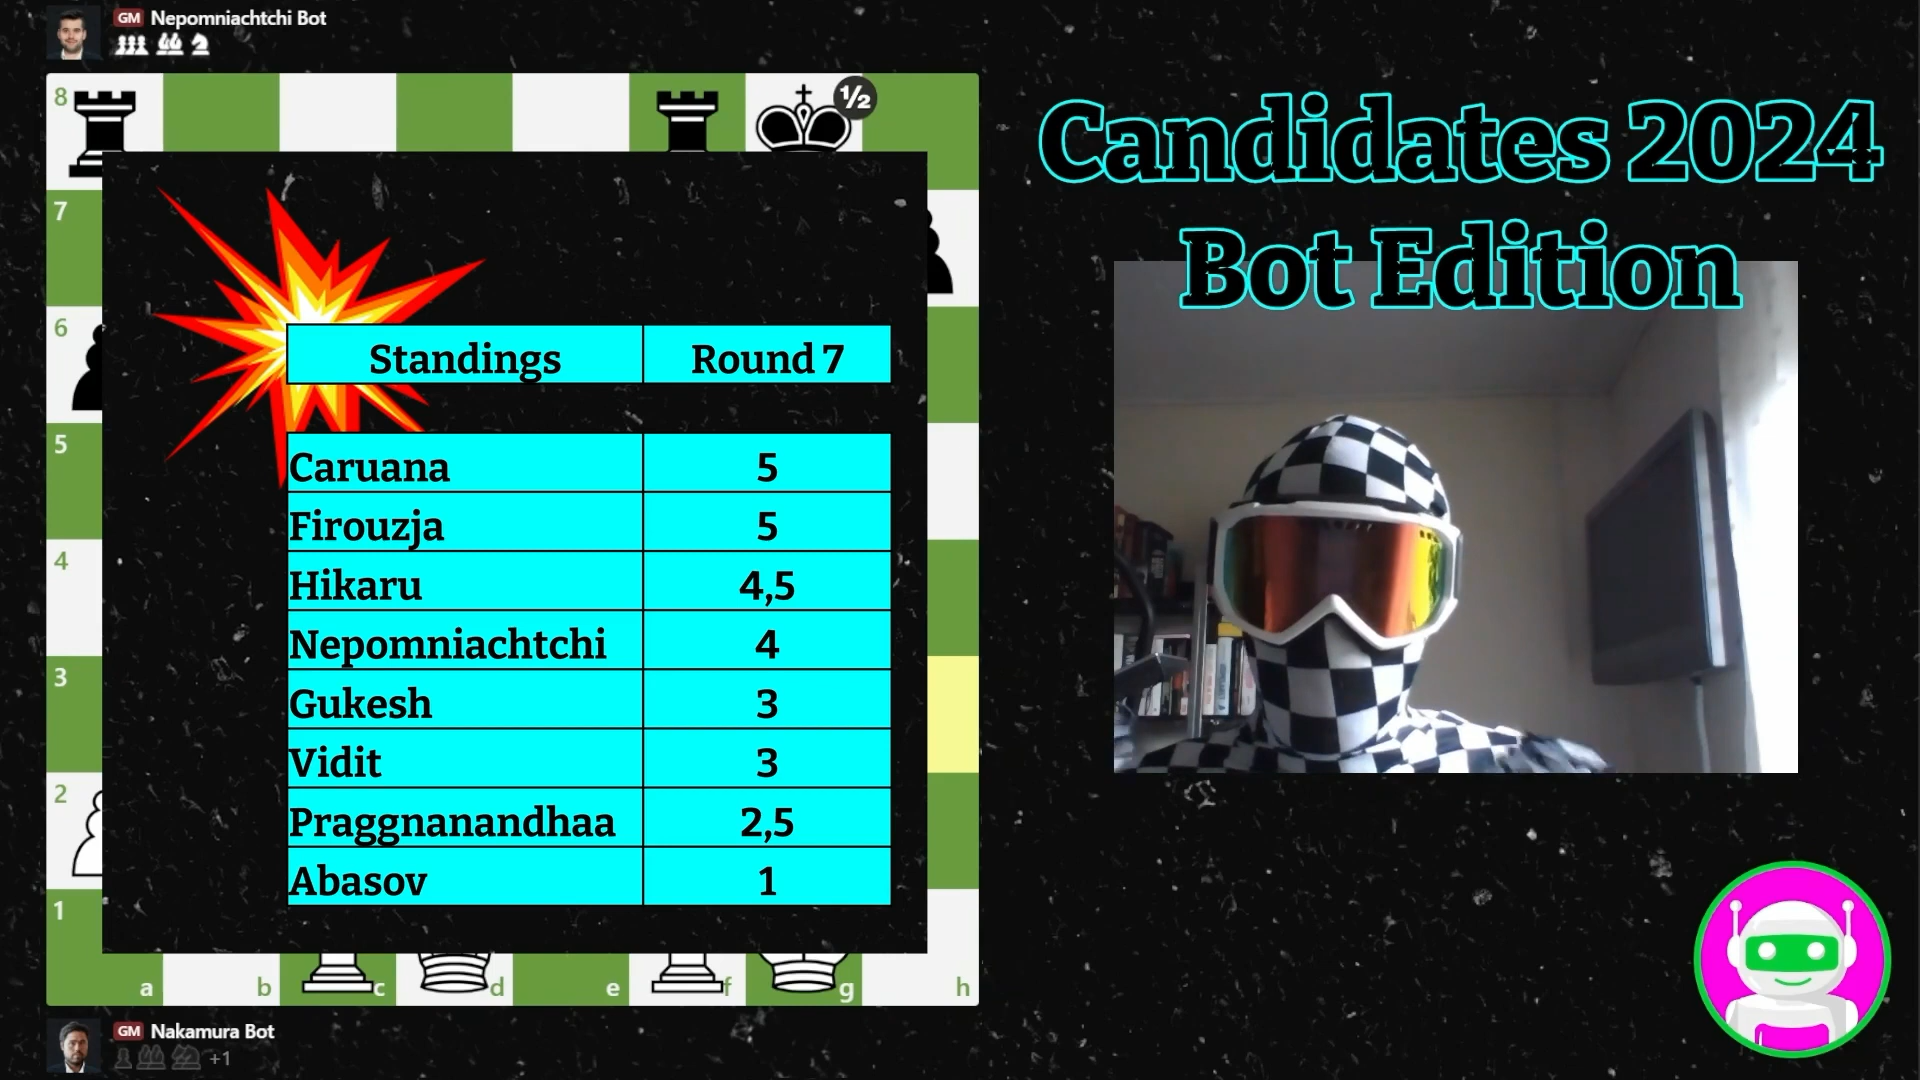 GM Nepomniachtchi Bot
½
8
7
6
5
4
3
2
1
a b c d e f g h
Standings Round 7
Caruana 5
Firouzja 5
Hikaru 4,5
Nepomniachtchi 4
Gukesh 3
Vidit 3
Praggnanandhaa 2,5
Abasov 1
GM Nakamura Bot
+1
Candidates 2024
Bot Edition